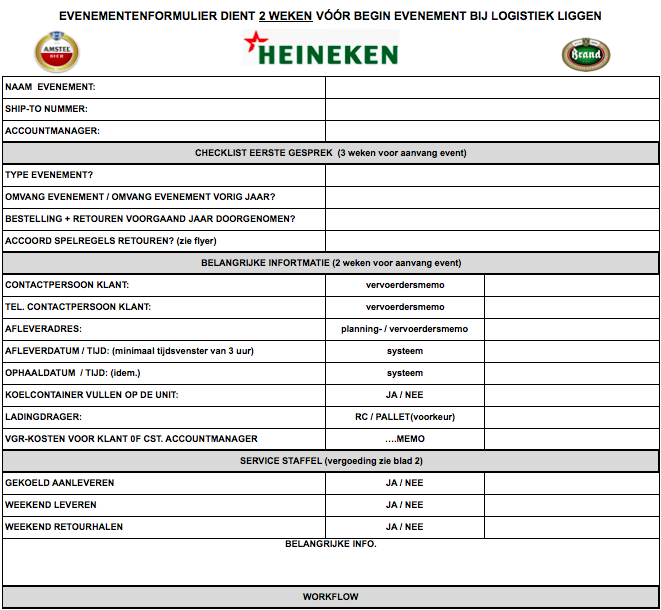 EVENEMENTENFORMULIER DIENT 2 WEKEN VÓÓR BEGIN EVENEMENT BIJ LOGISTIEK LIGGEN
AMSTEL
BIER
HEINEKEN
Brand
NAAM EVENEMENT:
SHIP-TO NUMMER:
ACCOUNTMANAGER:
CHECKLIST EERSTE GESPREK (3 weken voor aanvang event)
TYPE EVENEMENT?
OMVANG EVENEMENT / OMVANG EVENEMENT VORIG JAAR?
BESTELLING + RETOUREN VOORGAAND JAAR DOORGENOMEN?
ACCOORD SPELREGELS RETOUREN? (zie flyer)
BELANGRIJKE INFORTMATIE (2 weken voor aanvang event)
CONTACTPERSOON KLANT: vervoerdersmemo
TEL. CONTACTPERSOON KLANT: vervoerdersmemo
AFLEVERADRES: planning- / vervoerdersmemo
AFLEVERDATUM / TIJD: (minimaal tijdsvenster van 3 uur) systeem
OPHAALDATUM / TIJD: (idem.) systeem
KOELCONTAINER VULLEN OP DE UNIT: JA / NEE
LADINGDRAGER: RC / PALLET(voorkeur)
VGR-KOSTEN VOOR KLANT 0F CST. ACCOUNTMANAGER ....MEMO
SERVICE STAFFEL (vergoeding zie blad 2)
GEKOELD AANLEVEREN JA / NEE
WEEKEND LEVEREN JA / NEE
WEEKEND RETOURHALEN JA / NEE
BELANGRIJKE INFO.
WORKFLOW